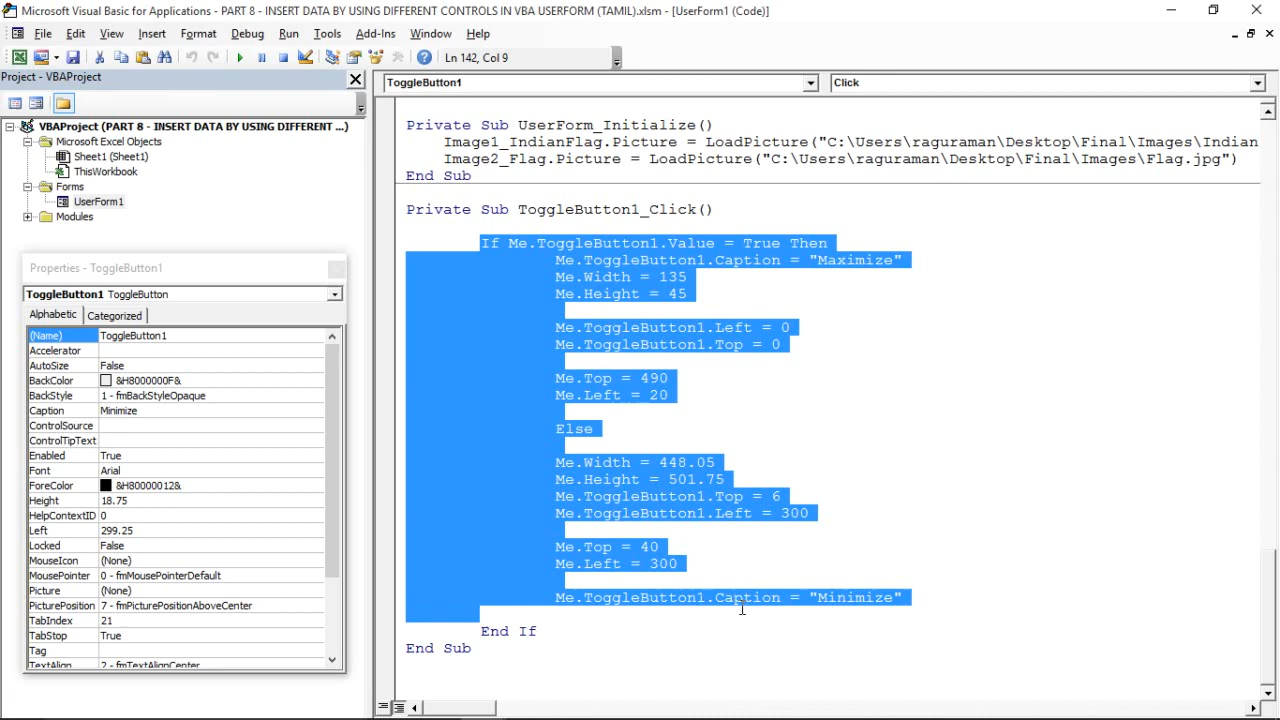 Microsoft Visual Basic for Applications - PART 8 - INSERT DATA BY USING DIFFERENT CONTROLS IN VBA USERFORM (TAMIL).xlsm - [UserForm1 (Code)]
File Edit View Insert Format Debug Run Tools Add-Ins Window Help
Ln 142, Col 9
Project - VBAProject
VBAProject (PART 8 - INSERT DATA BY USING DIFFERENT ...)
Microsoft Excel Objects
Sheet1 (Sheet1)
ThisWorkbook
Forms
UserForm1
Modules
Properties - ToggleButton1
ToggleButton1 ToggleButton
Alphabetic Categorized
(Name) ToggleButton1
Accelerator
AutoSize False
BackColor &H8000000F&
BackStyle 1 - fmBackStyleOpaque
Caption Minimize
ControlSource
ControlTipText
Enabled True
Font Arial
ForeColor &H80000012&
Height 18.75
HelpContextID 0
Left 299.25
Locked False
MouseIcon (None)
MousePointer 0 - fmMousePointerDefault
Picture (None)
PicturePosition 7 - fmPicturePositionAboveCenter
TabIndex 21
TabStop True
Tag
TextAlign 2 - fmTextAlignCenter
ToggleButton1 Click
Private Sub UserForm_Initialize()
Image1_IndianFlag.Picture = LoadPicture("C:\Users\raguraman\Desktop\Final\Images\Indian
Image2_Flag.Picture = LoadPicture("C:\Users\raguraman\Desktop\Final\Images\Flag.jpg")
End Sub
Private Sub ToggleButton1_Click()
If Me.ToggleButton1.Value = True Then
Me.ToggleButton1.Caption = "Maximize"
Me.Width = 135
Me.Height = 45
Me.ToggleButton1.Left = 0
Me.ToggleButton1.Top = 0
Me.Top = 490
Me.Left = 20
Else
Me.Width = 448.05
Me.Height = 501.75
Me.ToggleButton1.Top = 6
Me.ToggleButton1.Left = 300
Me.Top = 40
Me.Left = 300
Me.ToggleButton1.Caption = "Minimize"
End If
End Sub